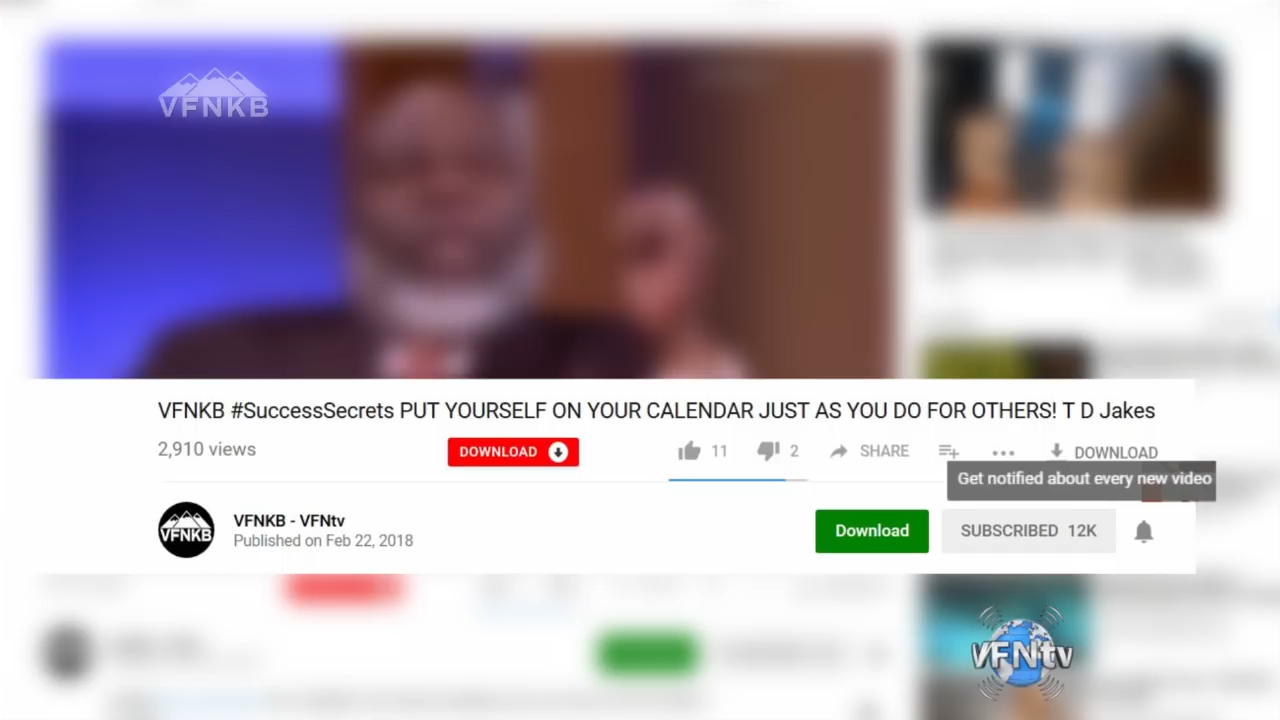 VFNKB
VFNKB #SuccessSecrets PUT YOURSELF ON YOUR CALENDAR JUST AS YOU DO FOR OTHERS! T D Jakes
2,910 views
DOWNLOAD
11
2
SHARE
DOWNLOAD
Get notified about every new video
VFNKB
VFNKB - VFNtv
Published on Feb 22, 2018
Download
SUBSCRIBED 12K
VFNtv